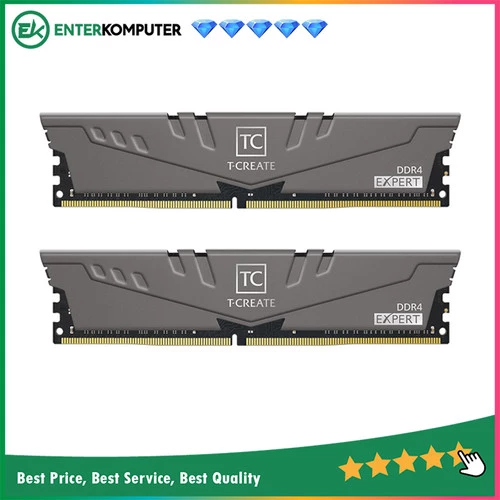 EK ENTERKOMPUTER
TC
T-CREATE
DDR4
EXPERT
TC
T-CREATE
DDR4
EXPERT
Best Price, Best Service, Best Quality